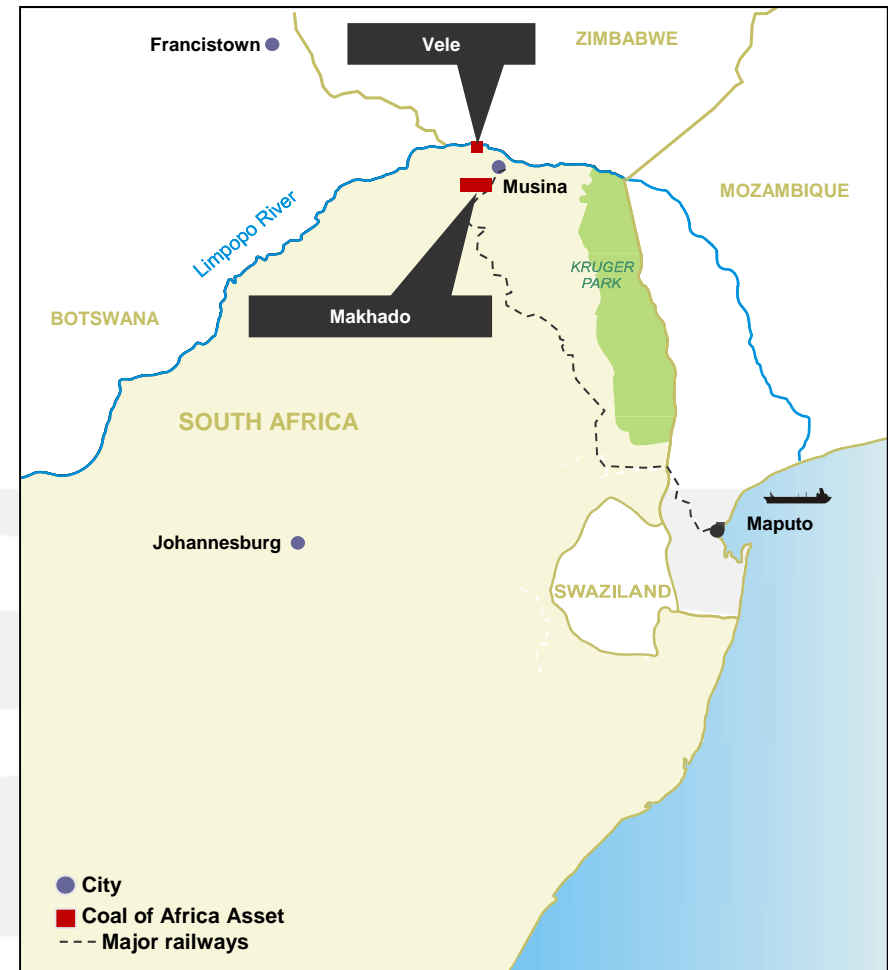 Francistown
Vele
ZIMBABWE
Musina
MOZAMBIQUE
Limpopo River
KRUGER
PARK
BOTSWANA
Makhado
SOUTH AFRICA
Maputo
Johannesburg
SWAZILAND
City
Coal of Africa Asset
Major railways